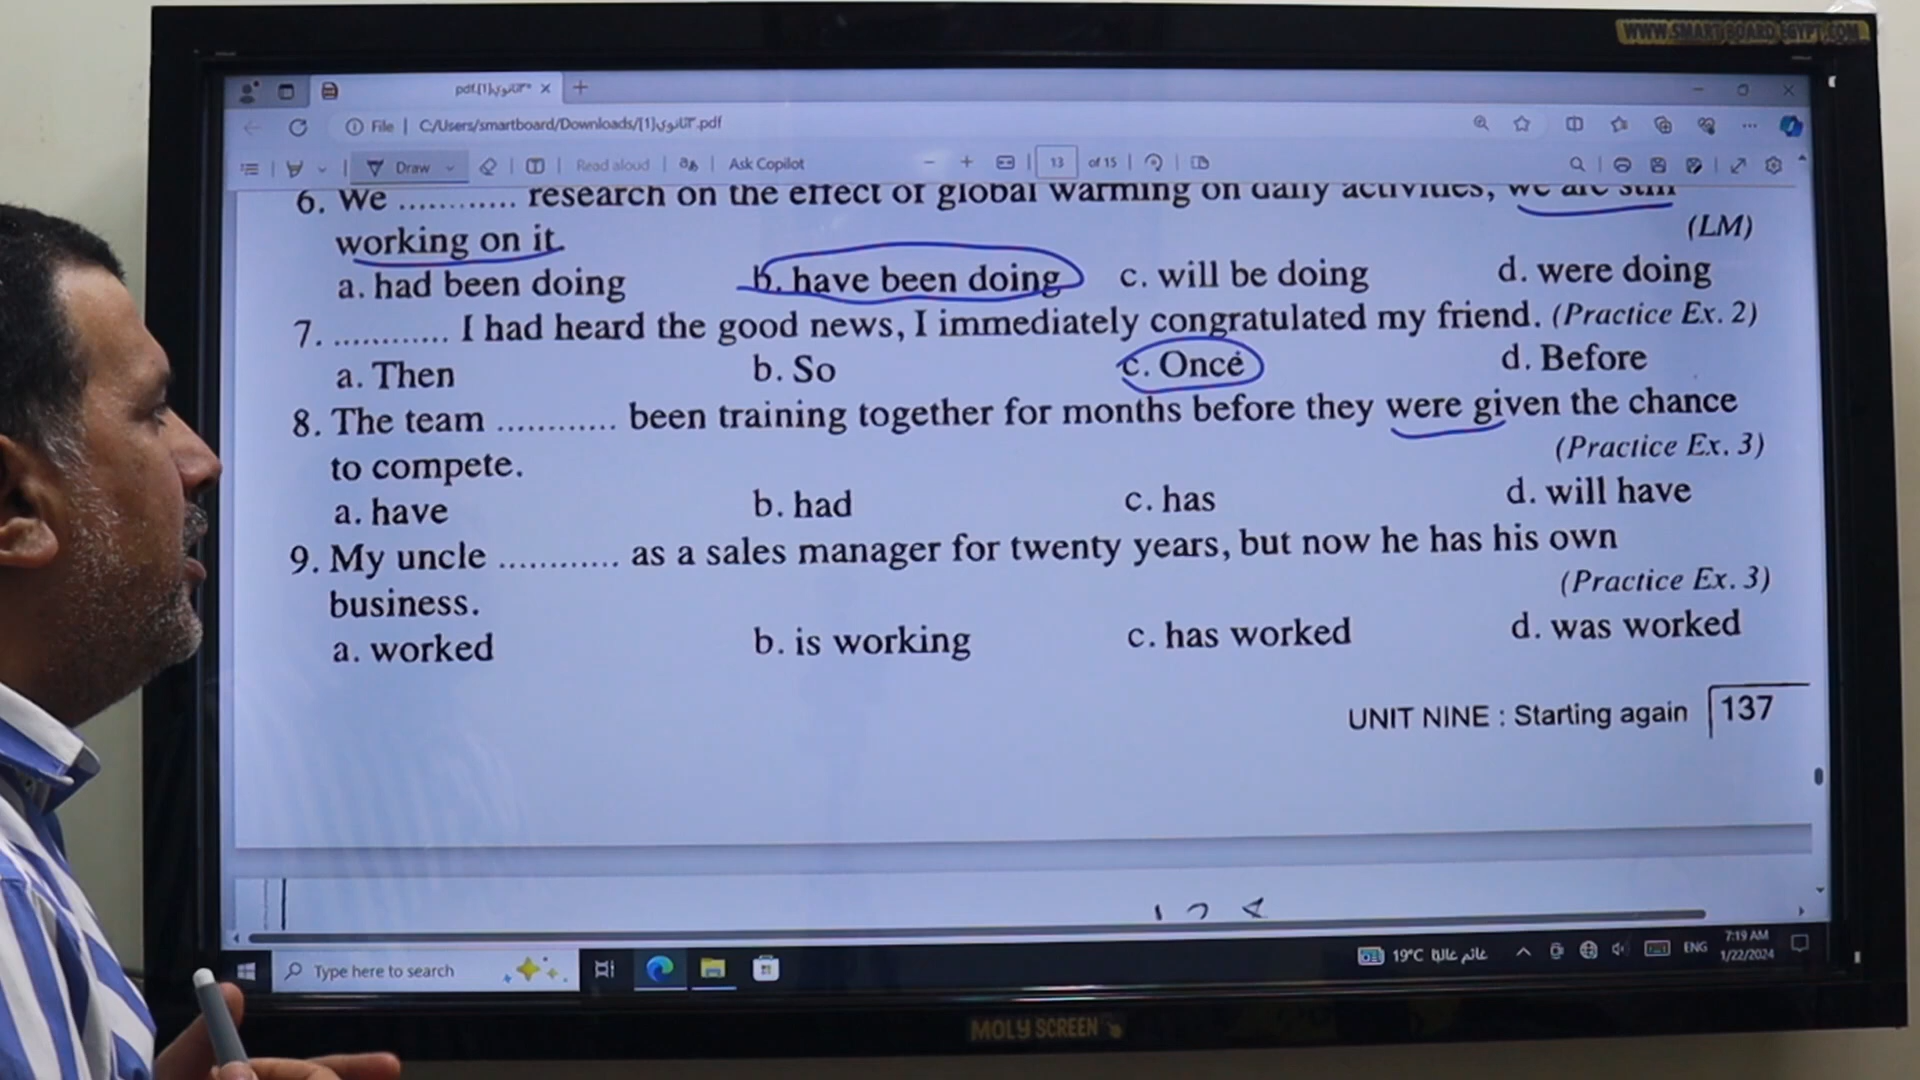 WWW.SMARTBOARDEGYPT.COM
File | C:/Users/smartboard/Downloads/
Draw
Read aloud
Ask Copilot
13 of 15
6. We ............ research on the effect of global warming on daily activities, we are still
(LM)
working on it.
a. had been doing b. have been doing c. will be doing d. were doing
7. ............ I had heard the good news, I immediately congratulated my friend. (Practice Ex. 2)
a. Then b. So c. Once d. Before
8. The team ............ been training together for months before they were given the chance
(Practice Ex. 3)
to compete.
a. have b. had c. has d. will have
9. My uncle ............ as a sales manager for twenty years, but now he has his own
(Practice Ex. 3)
business.
a. worked b. is working c. has worked d. was worked
UNIT NINE : Starting again 137
Type here to search
19°C غائم غالبًا
ENG
7:19 AM
1/22/2024
MOLY SCREEN